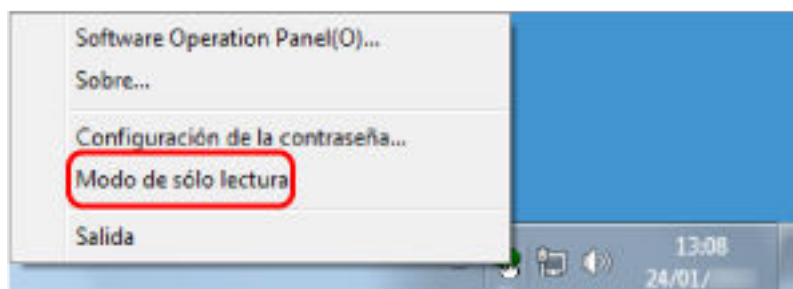 Software Operation Panel(O)...
Sobre...
Configuración de la contraseña...
Modo de sólo lectura
Salida
13:08
24/01/